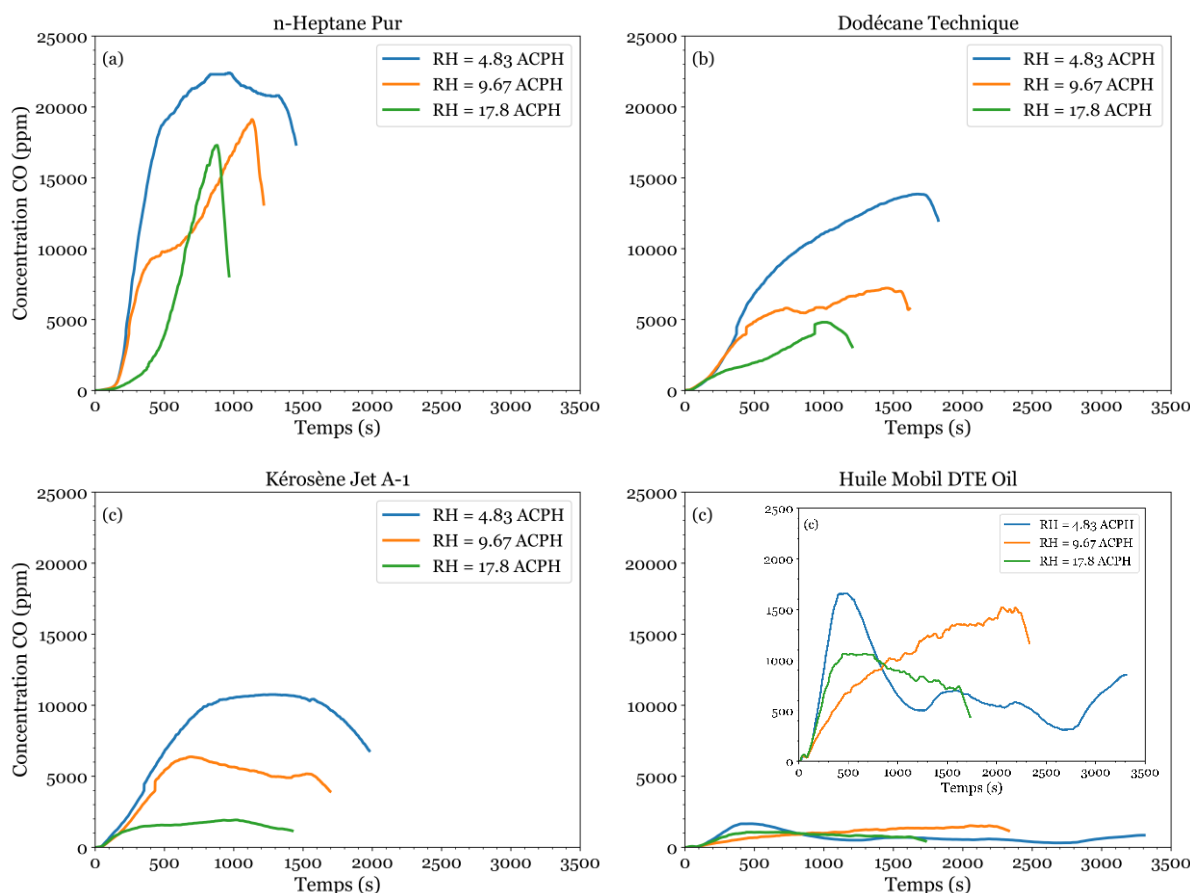 n-Heptane Pur
Concentration CO (ppm)
25000
20000
15000
10000
5000
0
(a)
RH = 4.83 ACPH
RH = 9.67 ACPH
RH = 17.8 ACPH
0 500 1000 1500 2000 2500 3000 3500
Temps (s)
Dodécane Technique
25000
20000
15000
10000
5000
0
(b)
RH = 4.83 ACPH
RH = 9.67 ACPH
RH = 17.8 ACPH
0 500 1000 1500 2000 2500 3000 3500
Temps (s)
Kérosène Jet A-1
Concentration CO (ppm)
25000
20000
15000
10000
5000
0
(c)
RH = 4.83 ACPH
RH = 9.67 ACPH
RH = 17.8 ACPH
0 500 1000 1500 2000 2500 3000 3500
Temps (s)
Huile Mobil DTE Oil
25000
20000
15000
10000
5000
0
(c)
2500
2000
1500
1000
500
0
(c)
RH = 4.83 ACPH
RH = 9.67 ACPH
RH = 17.8 ACPH
0 500 1000 1500 2000 2500 3000 3500
Temps (s)
0 500 1000 1500 2000 2500 3000 3500
Temps (s)